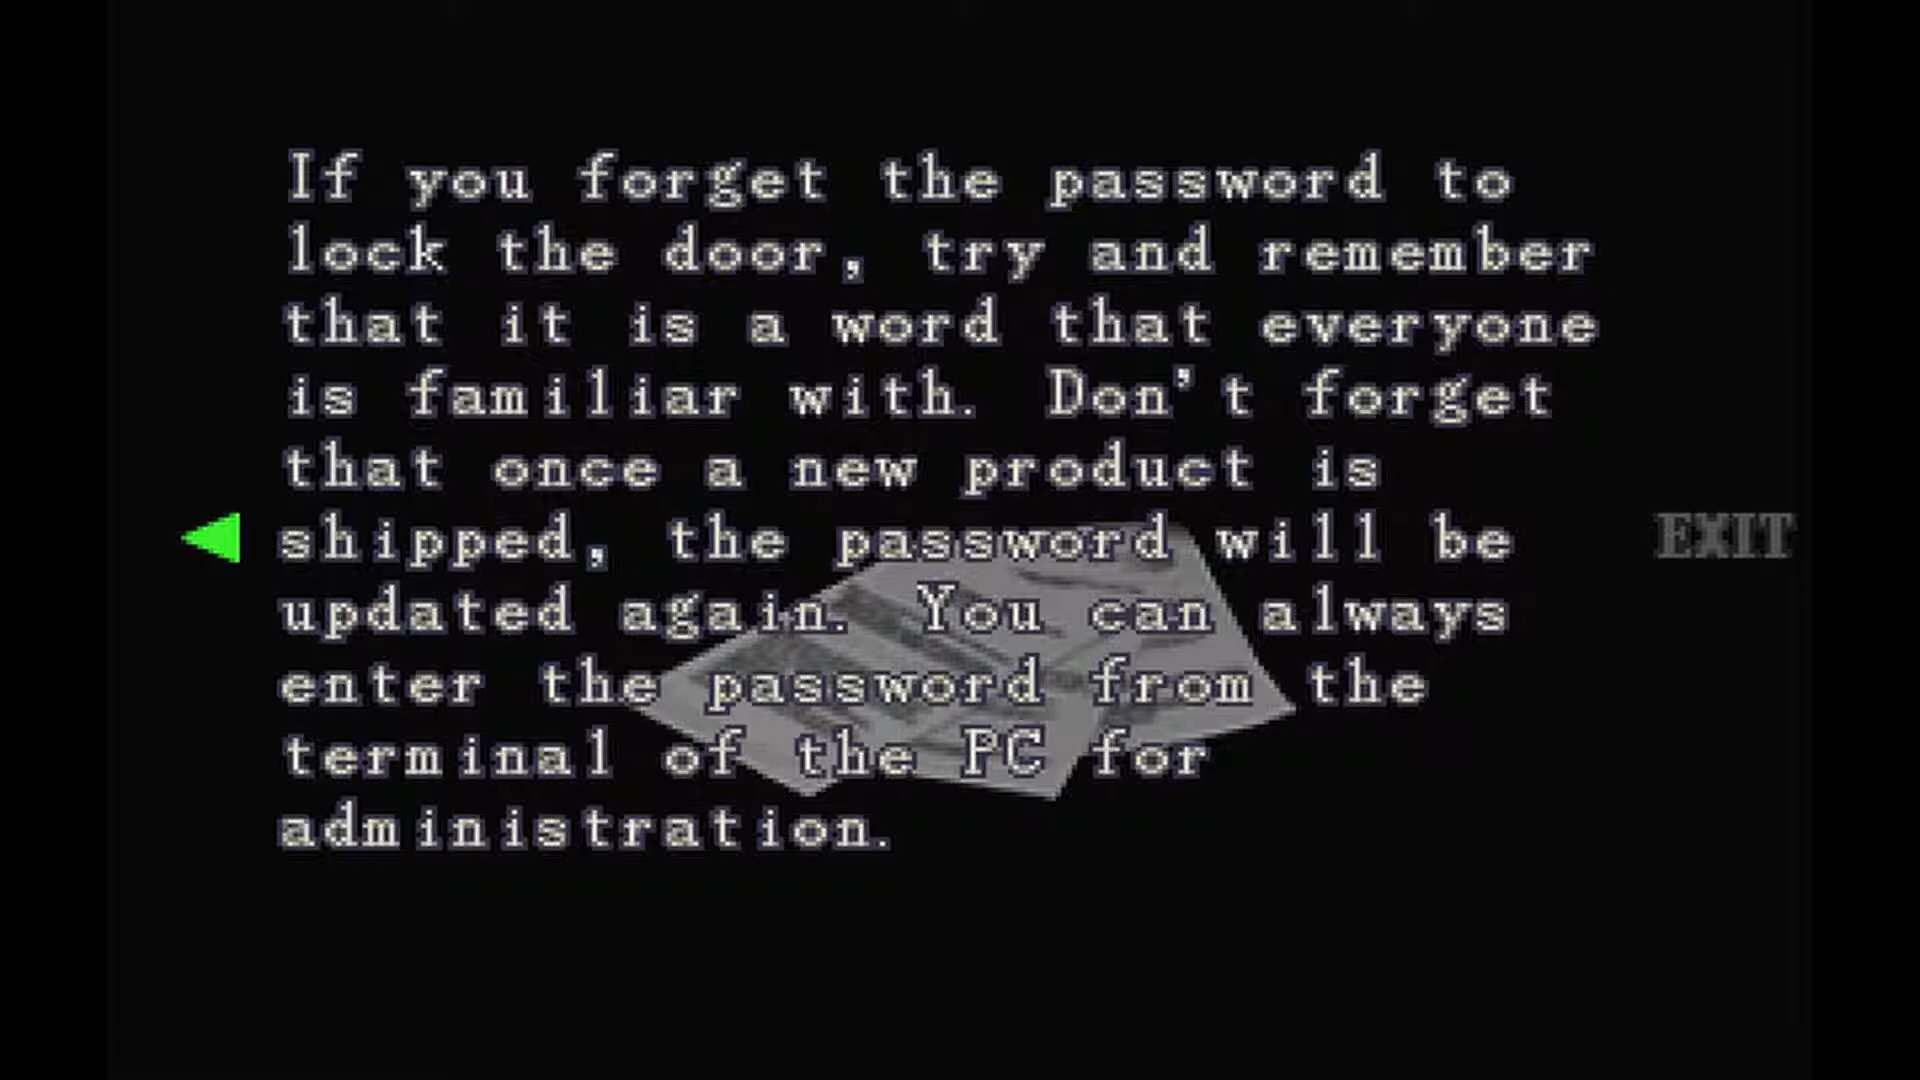 If you forget the password to
lock the door, try and remember
that it is a word that everyone
is familiar with. Don't forget
that once a new product is
shipped, the password will be
updated again. You can always
enter the password from the
terminal of the PC for
administration.
EXIT